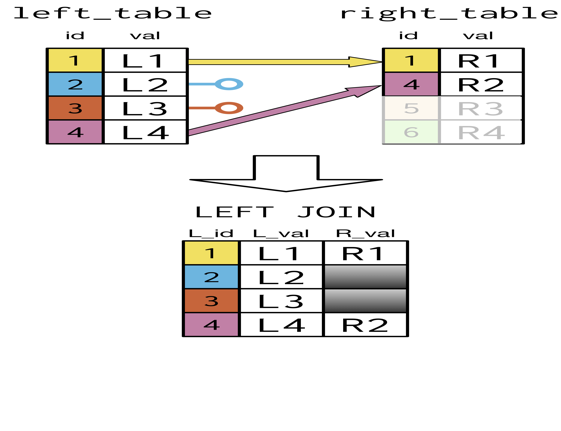 left_table right_table
id val id val
1 L1 1 R1
2 L2 4 R2
3 L3 5 R3
4 L4 6 R4
LEFT JOIN
L_id L_val R_val
1 L1 R1
2 L2
3 L3
4 L4 R2